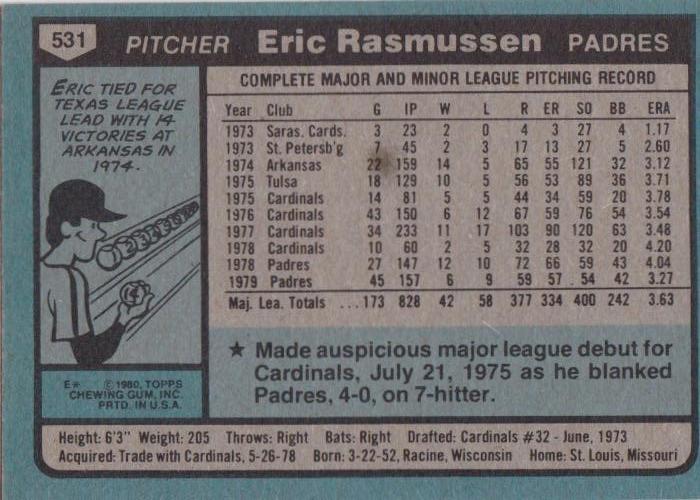 531 PITCHER Eric Rasmussen PADRES
ERIC TIED FOR
TEXAS LEAGUE
LEAD WITH 14
VICTORIES AT
ARKANSAS IN
1974.
E* © 1980, TOPPS
CHEWING GUM, INC.
PRTD. IN U.S.A.
COMPLETE MAJOR AND MINOR LEAGUE PITCHING RECORD
Year Club G IP W L R ER SO BB ERA
1973 Saras. Cards. 3 23 2 0 4 3 27 4 1.17
1973 St. Petersb'g 7 45 2 3 17 13 27 5 2.60
1974 Arkansas 22 159 14 5 65 55 121 32 3.12
1975 Tulsa 18 129 10 5 56 53 89 36 3.71
1975 Cardinals 14 81 5 5 44 34 59 20 3.78
1976 Cardinals 43 150 6 12 67 59 76 54 3.54
1977 Cardinals 34 233 11 17 103 90 120 63 3.48
1978 Cardinals 10 60 2 5 32 28 32 20 4.20
1978 Padres 27 147 12 10 72 66 59 43 4.04
1979 Padres 45 157 6 9 59 57 54 42 3.27
Maj. Lea. Totals ... 173 828 42 58 377 334 400 242 3.63
★ Made auspicious major league debut for
Cardinals, July 21, 1975 as he blanked
Padres, 4-0, on 7-hitter.
Height: 6'3" Weight: 205 Throws: Right Bats: Right Drafted: Cardinals #32 - June, 1973
Acquired: Trade with Cardinals, 5-26-78 Born: 3-22-52, Racine, Wisconsin Home: St. Louis, Missouri